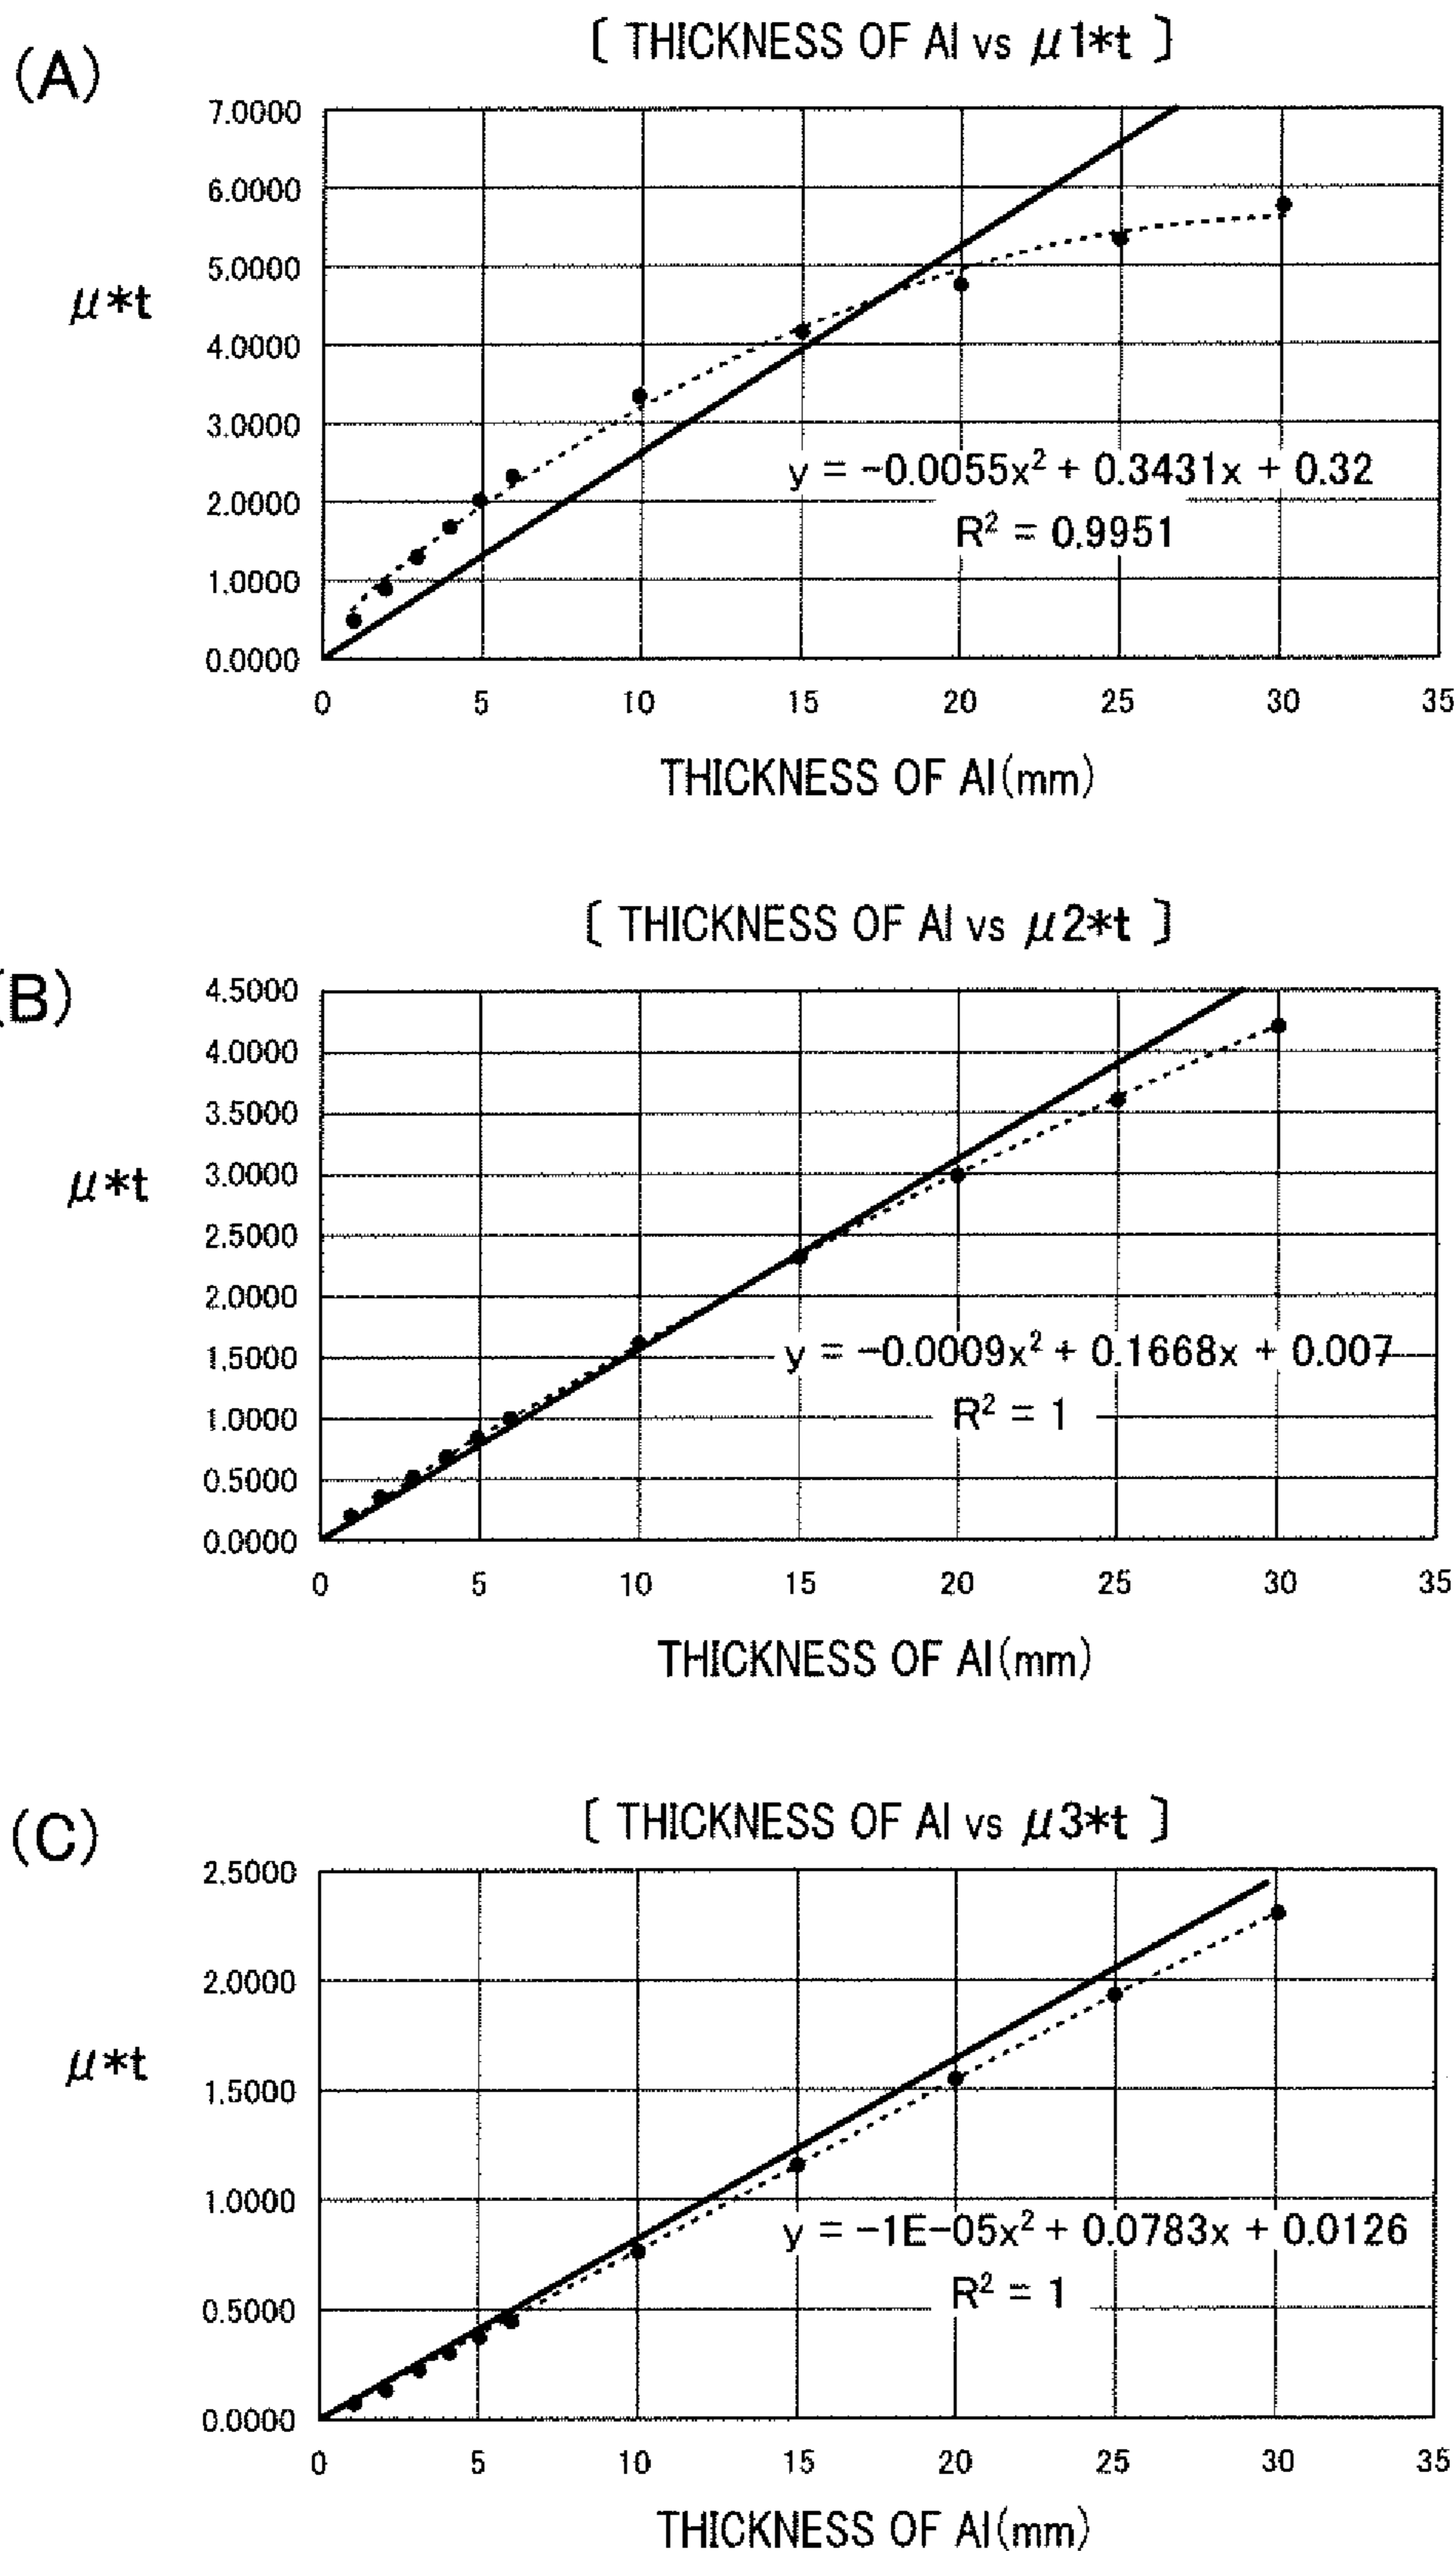 〔 THICKNESS OF Al vs μ1*t 〕
(A)
7.0000
6.0000
5.0000
μ*t
4.0000
3.0000
y = -0.0055x² + 0.3431x + 0.32
2.0000
R² = 0.9951
1.0000
0.0000
0 5 10 15 20 25 30 35
THICKNESS OF Al(mm)
〔 THICKNESS OF Al vs μ2*t 〕
(B)
4.5000
4.0000
3.5000
3.0000
μ*t
2.5000
2.0000
1.5000
y = -0.0009x² + 0.1668x + 0.007
1.0000
R² = 1
0.5000
0.0000
0 5 10 15 20 25 30 35
THICKNESS OF Al(mm)
〔 THICKNESS OF Al vs μ3*t 〕
(C)
2.5000
2.0000
μ*t
1.5000
1.0000
y = -1E-05x² + 0.0783x + 0.0126
R² = 1
0.5000
0.0000
0 5 10 15 20 25 30 35
THICKNESS OF Al(mm)